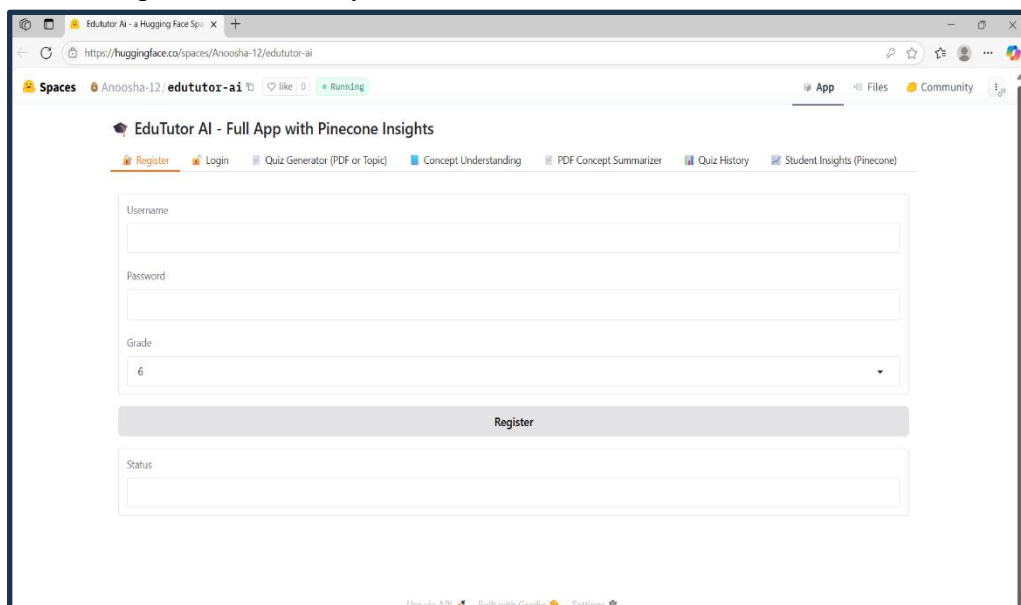 Edututor Ai - a Hugging Face Spa
https://huggingface.co/spaces/Anoosha-12/edututor-ai
Spaces Anoosha-12/edututor-ai like 0 Running App Files Community
EduTutor AI - Full App with Pinecone Insights
Register Login Quiz Generator (PDF or Topic) Concept Understanding PDF Concept Summarizer Quiz History Student Insights (Pinecone)
Username
Password
Grade
6
Register
Status
Use via API Built with Gradio Settings